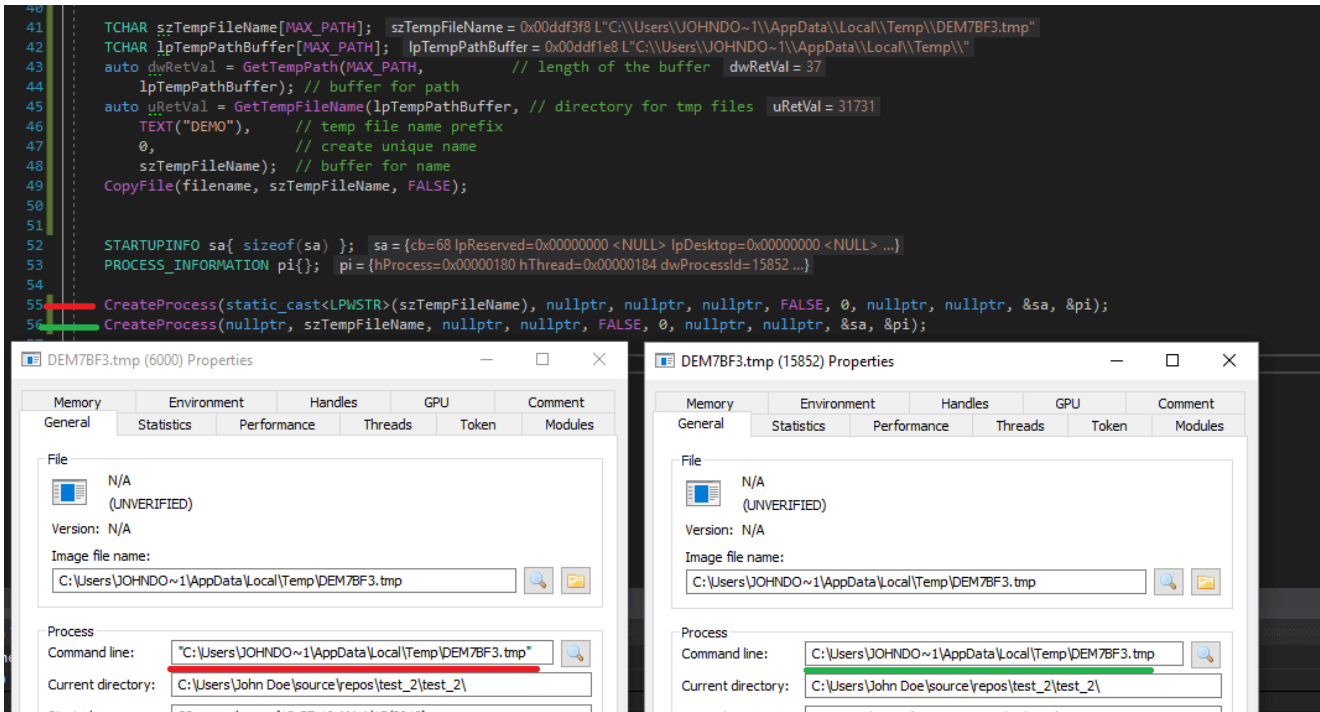 40
41 TCHAR szTempFileName[MAX_PATH]; szTempFileName = 0x00ddf3f8 L"C:\\Users\\JOHNDO~1\\AppData\\Local\\Temp\\DEM7BF3.tmp"
42 TCHAR lpTempPathBuffer[MAX_PATH]; lpTempPathBuffer = 0x00ddf1e8 L"C:\\Users\\JOHNDO~1\\AppData\\Local\\Temp\\"
43 auto dwRetVal = GetTempPath(MAX_PATH, // length of the buffer dwRetVal = 37
44 lpTempPathBuffer); // buffer for path
45 auto uRetVal = GetTempFileName(lpTempPathBuffer, // directory for tmp files uRetVal = 31731
46 TEXT("DEMO"), // temp file name prefix
47 0, // create unique name
48 szTempFileName); // buffer for name
49 CopyFile(filename, szTempFileName, FALSE);
50
51
52 STARTUPINFO sa{ sizeof(sa) }; sa = {cb=68 lpReserved=0x00000000 <NULL> lpDesktop=0x00000000 <NULL> ...}
53 PROCESS_INFORMATION pi{}; pi = {hProcess=0x00000180 hThread=0x00000184 dwProcessId=15852 ...}
54
55 CreateProcess(static_cast<LPWSTR>(szTempFileName), nullptr, nullptr, nullptr, FALSE, 0, nullptr, nullptr, &sa, &pi);
56 CreateProcess(nullptr, szTempFileName, nullptr, nullptr, FALSE, 0, nullptr, nullptr, &sa, &pi);
DEM7BF3.tmp (6000) Properties
Memory Environment Handles GPU Comment
General Statistics Performance Threads Token Modules
File
N/A
(UNVERIFIED)
Version: N/A
Image file name:
C:\Users\JOHNDO~1\AppData\Local\Temp\DEM7BF3.tmp
Process
Command line: "C:\Users\JOHNDO~1\AppData\Local\Temp\DEM7BF3.tmp"
Current directory: C:\Users\John Doe\source\repos\test_2\test_2\
DEM7BF3.tmp (15852) Properties
Memory Environment Handles GPU Comment
General Statistics Performance Threads Token Modules
File
N/A
(UNVERIFIED)
Version: N/A
Image file name:
C:\Users\JOHNDO~1\AppData\Local\Temp\DEM7BF3.tmp
Process
Command line: C:\Users\JOHNDO~1\AppData\Local\Temp\DEM7BF3.tmp
Current directory: C:\Users\John Doe\source\repos\test_2\test_2\